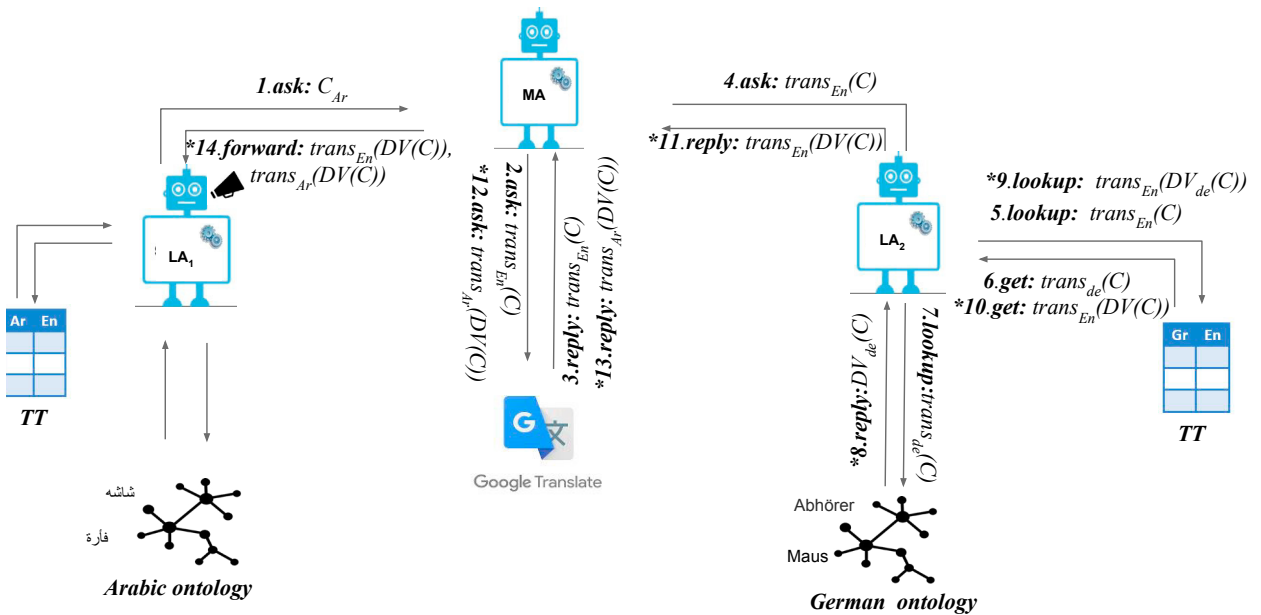 MA
1.ask: C_Ar
4.ask: trans_En(C)
*14.forward: trans_En(DV(C)),
trans_Ar(DV(C))
*11.reply: trans_En(DV(C))
*12.ask: trans_Ar(DV(C))
2.ask: trans_En(C)
3.reply: trans_En(C)
*13.reply: trans_Ar(DV(C))
*9.lookup: trans_En(DV_de(C))
5.lookup: trans_En(C)
LA_1
LA_2
6.get: trans_de(C)
*10.get: trans_En(DV(C))
Ar En
TT
Gr En
TT
*8.reply:DV_de(C)
7.lookup:trans_de(C)
G 文
Google Translate
شاشه
فأرة
Arabic ontology
Abhörer
Maus
German ontology